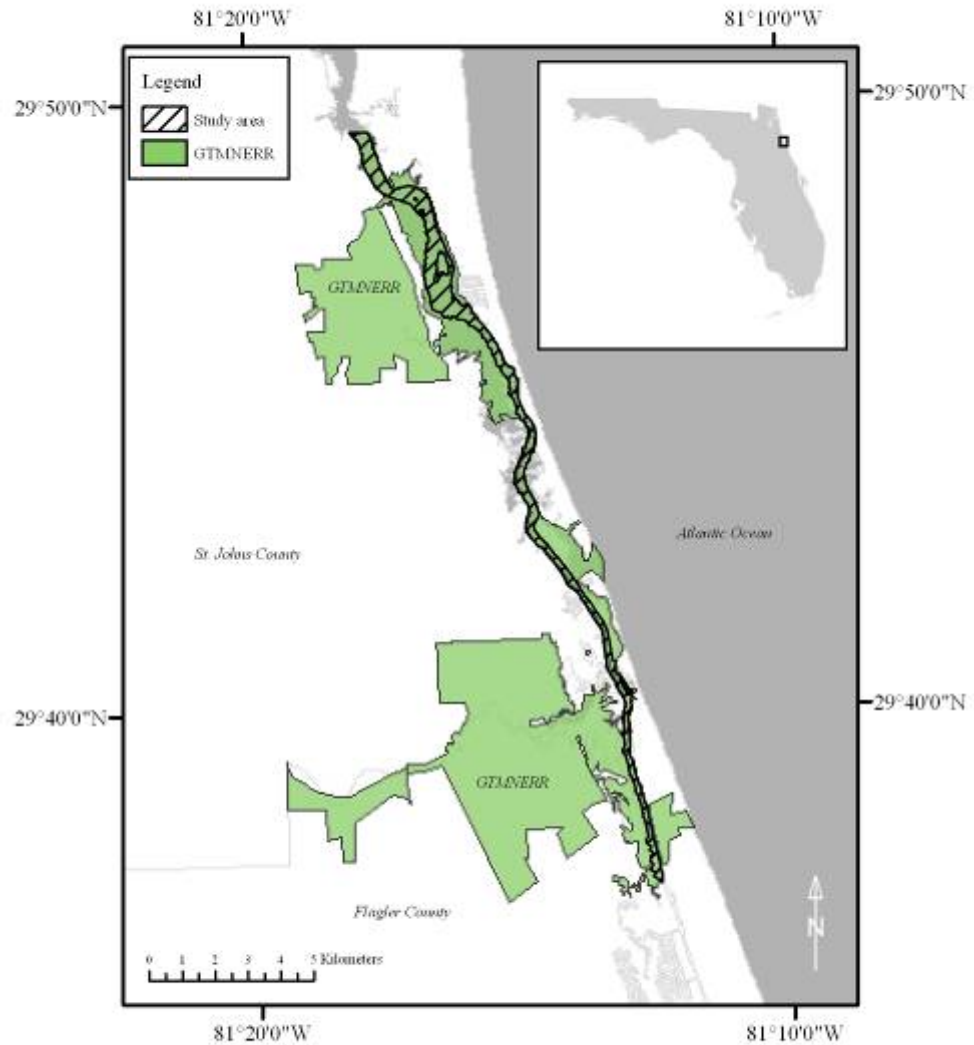 81°20'0"W
81°10'0"W
29°50'0"N
29°50'0"N
Legend
Study area
GTMNERR
GTMNERR
Atlantic Ocean
St. Johns County
29°40'0"N
29°40'0"N
GTMNERR
Flagler County
N
0 1 2 3 4 5 Kilometers
81°20'0"W
81°10'0"W